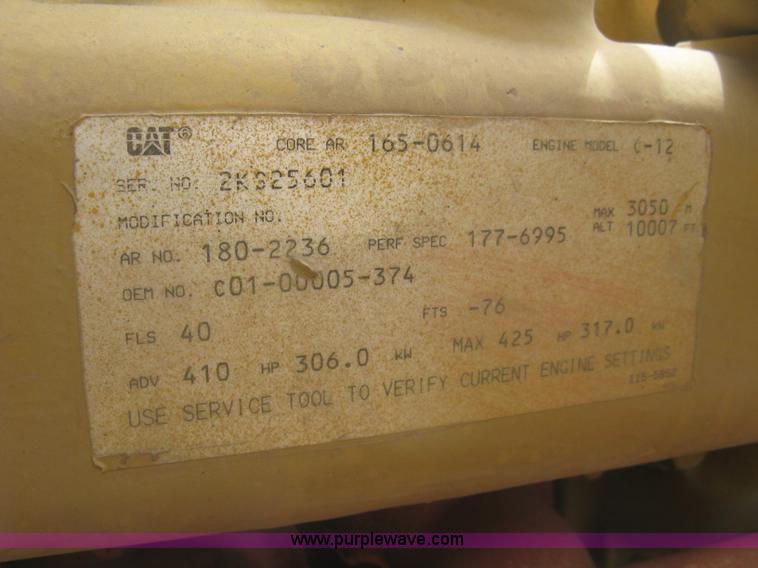 CAT® CORE AR 165-0614 ENGINE MODEL C-12
SER. NO. 2KS25601
MODIFICATION NO.
AR NO. 180-2236 PERF SPEC 177-6995 MAX ALT 3050 M 10007 FT
OEM NO. C01-00005-374
FLS 40 FTS -76
ADV 410 HP 306.0 KW MAX 425 HP 317.0 KW
USE SERVICE TOOL TO VERIFY CURRENT ENGINE SETTINGS
115-5852
www.purplewave.com